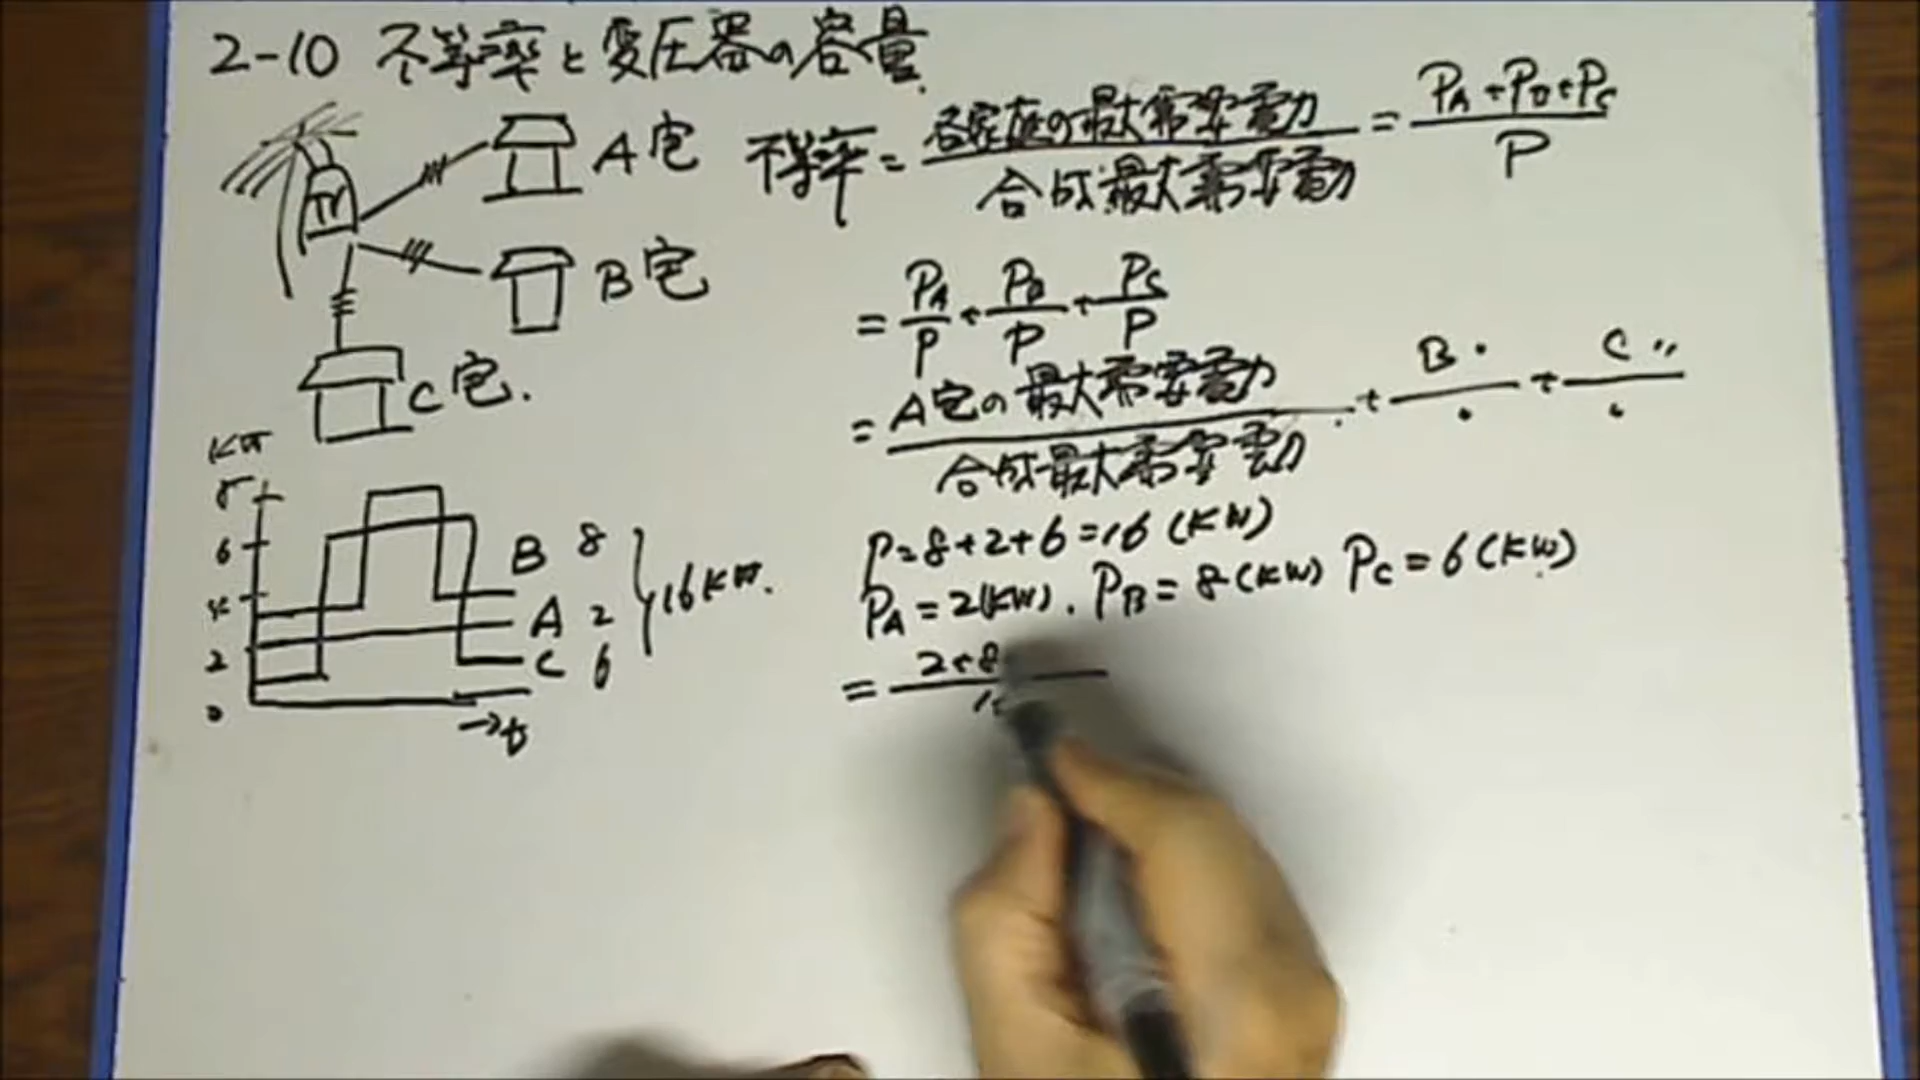 2-10 不等率と変圧器の容量.
A宅
B宅
C宅.
Tr
不等率 = 各家庭の最大需要電力 / 合成最大需要電力 = PA+PB+PC / P
= PA/P + PB/P + PC/P
= A宅の最大需要電力 / 合成最大需要電力 + B / + C 〃 /
KW
8
6
4
2
0
→t
B 8
A 2
C 6
16KW.
P=8+2+6=16(KW)
PA=2(KW). PB=8(KW) PC=6(KW)
= 2+8